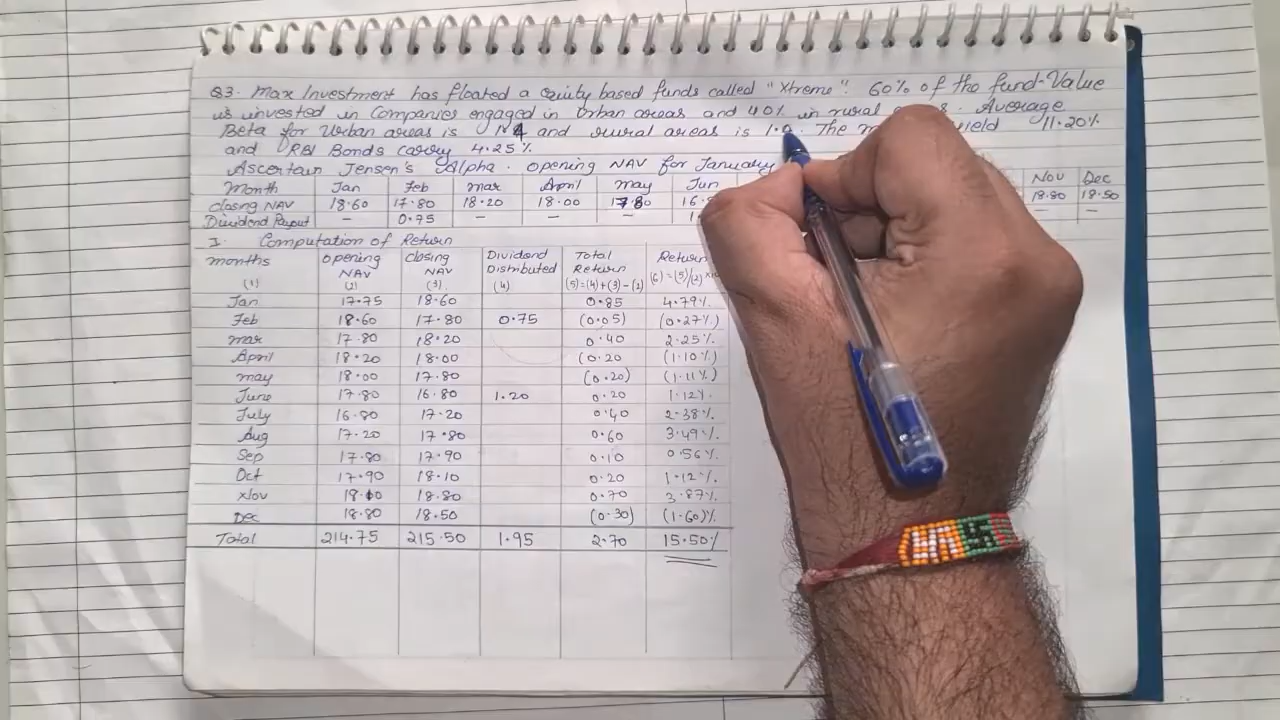 Q3. Max Investment has floated a equity based funds called "Xtreme". 60% of the fund-Value
is invested in Companies engaged in Urban areas and 40% in rural . Average
Beta for Urban areas is and rural areas is The yield 11.20%
and RBI Bonds carry 4.25%.
Ascertain Jensen's Alpha. Opening NAV for January
Month Jan Feb Mar April May Jun Nov Dec
Closing NAV 18.60 17.80 18.20 18.00 17.80 16. 18.80 18.50
Dividend Payout - 0.75 - - - 1. - -
I. Computation of Return
Months Opening NAV Closing NAV Dividend Distributed Total Return Return
(1) (2) (3) (4) (5)=(4)+(3)-(2) (6)=(5)/(2)
Jan 17.75 18.60 0.85 4.79%
Feb 18.60 17.80 0.75 (0.05) (0.27%)
Mar 17.80 18.20 0.40 2.25%
April 18.20 18.00 (0.20 (1.10%)
May 18.00 17.80 (0.20) (1.11%)
June 17.80 16.80 1.20 0.20 1.12%
July 16.80 17.20 0.40 2.38%
Aug 17.20 17.80 0.60 3.49%
Sep 17.80 17.90 0.10 0.56%
Oct 17.90 18.10 0.20 1.12%
Nov 18.10 18.80 0.70 3.87%
Dec 18.80 18.50 (0.30) (1.60)%
Total 214.75 215.50 1.95 2.70 15.50%